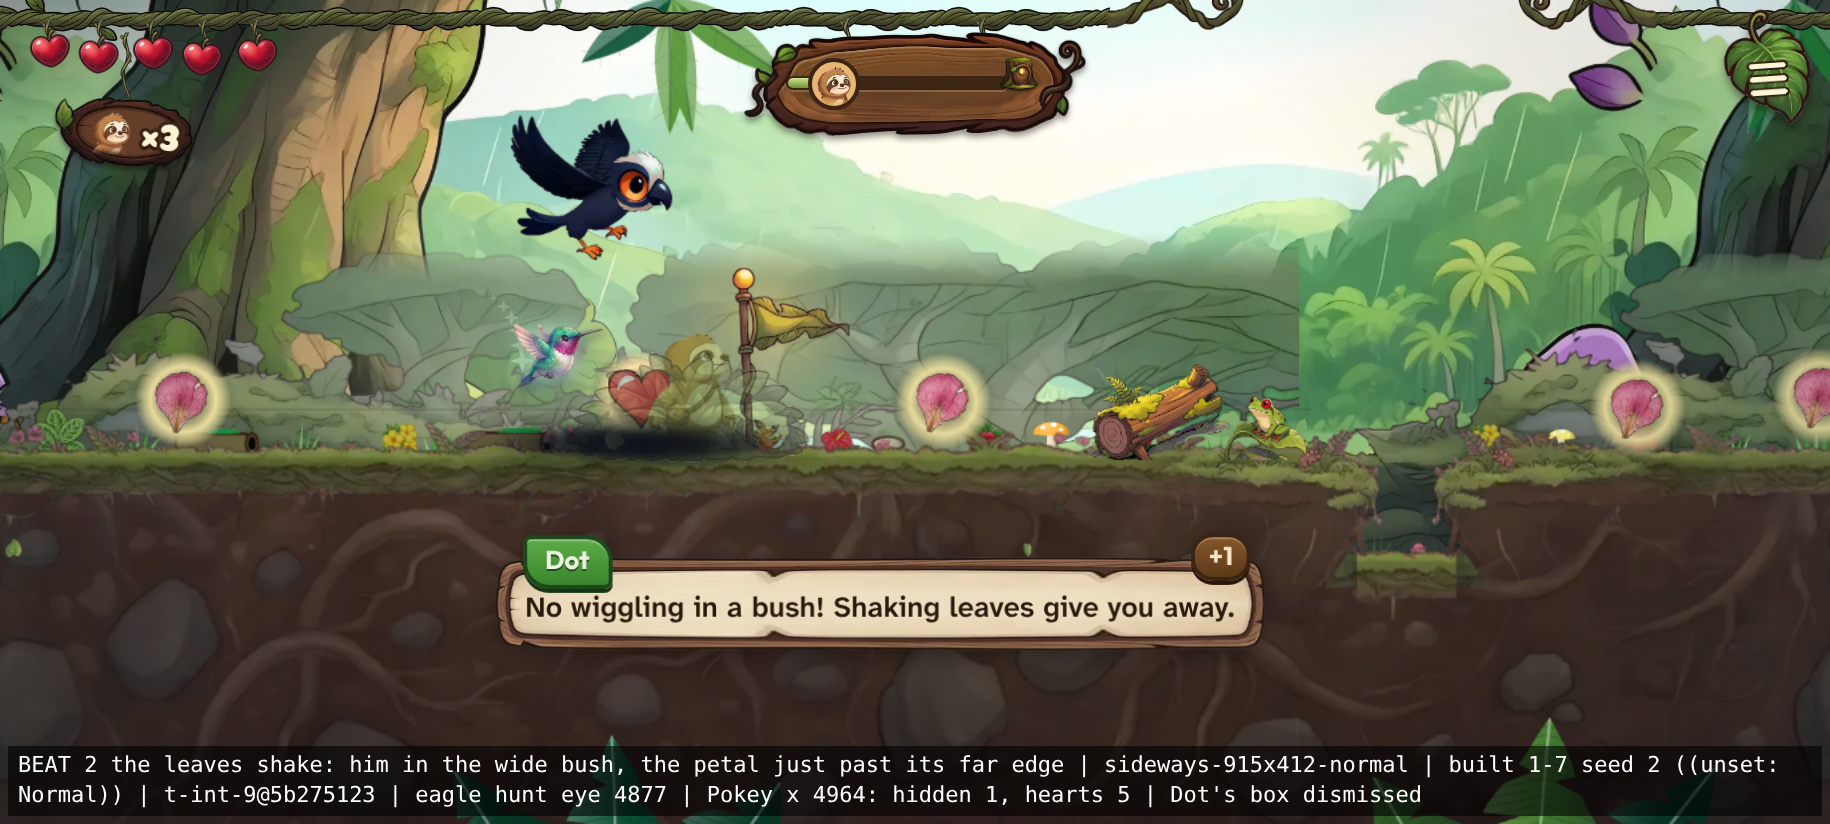 ×3
Dot
+1
No wiggling in a bush! Shaking leaves give you away.
BEAT 2 the leaves shake: him in the wide bush, the petal just past its far edge | sideways-915x412-normal | built 1-7 seed 2 ((unset:
Normal)) | t-int-9@5b275123 | eagle hunt eye 4877 | Pokey x 4964: hidden 1, hearts 5 | Dot's box dismissed